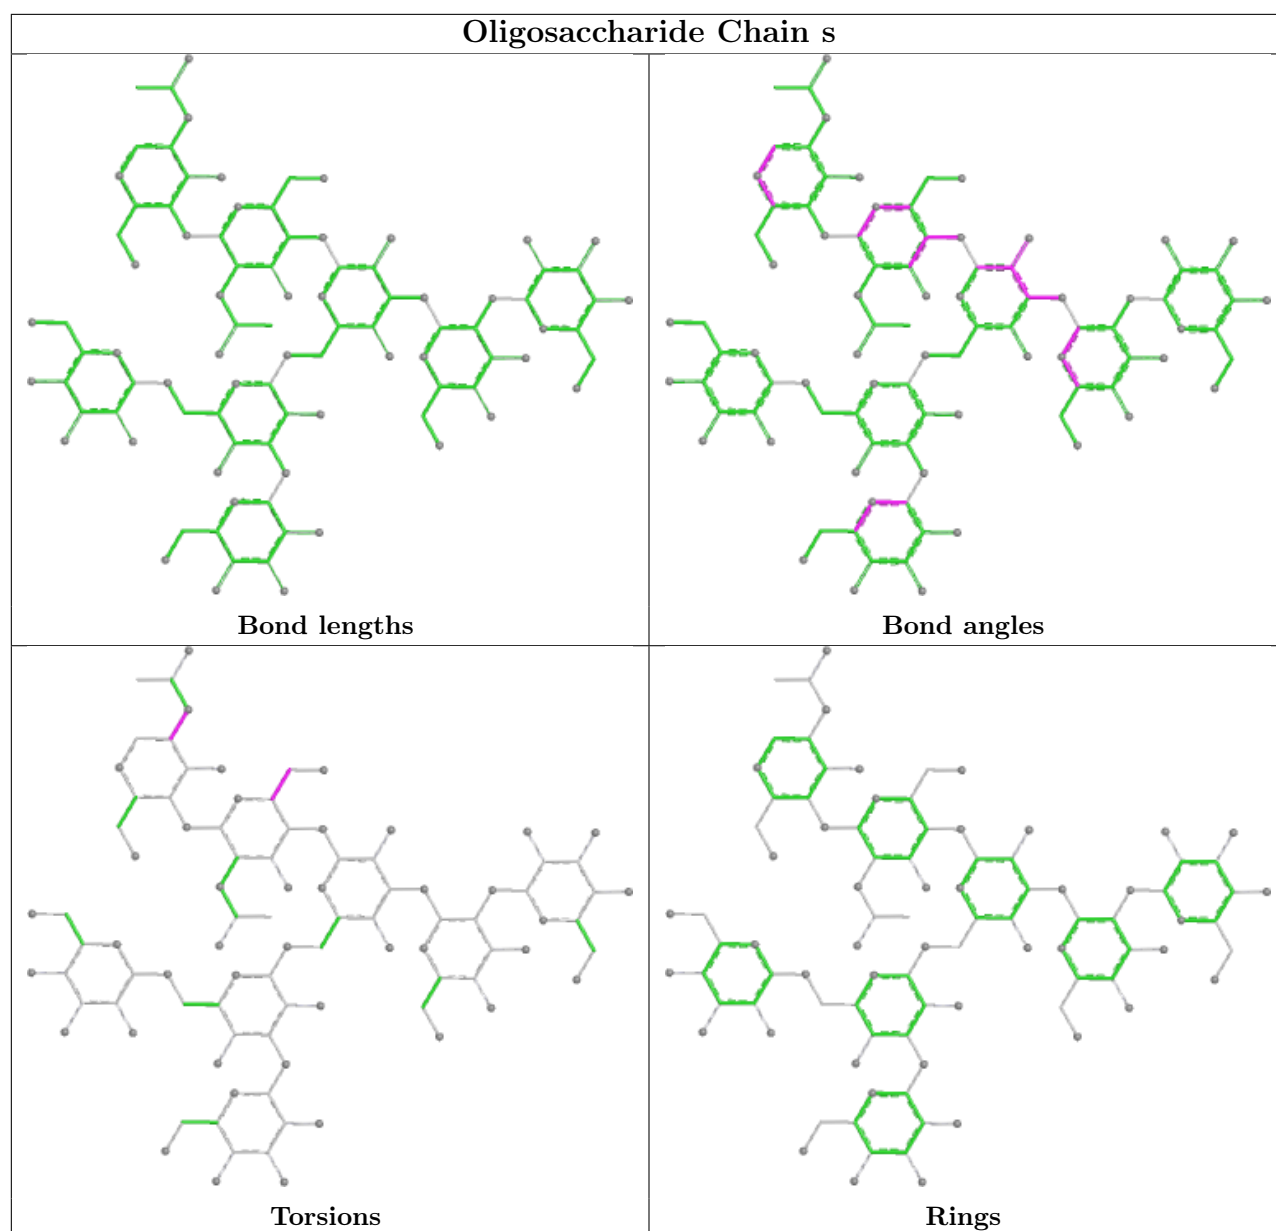 Oligosaccharide Chain s
Bond lengths
Bond angles
Torsions
Rings